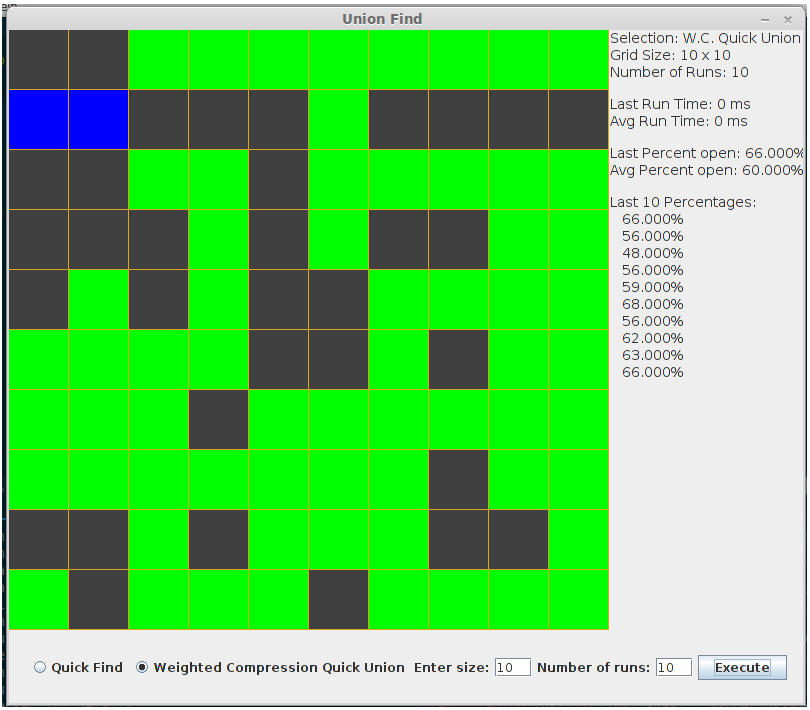 Union Find
Selection: W.C. Quick Union
Grid Size: 10 x 10
Number of Runs: 10
Last Run Time: 0 ms
Avg Run Time: 0 ms
Last Percent open: 66.000%
Avg Percent open: 60.000%
Last 10 Percentages:
66.000%
56.000%
48.000%
56.000%
59.000%
68.000%
56.000%
62.000%
63.000%
66.000%
Quick Find Weighted Compression Quick Union Enter size: 10 Number of runs: 10 Execute